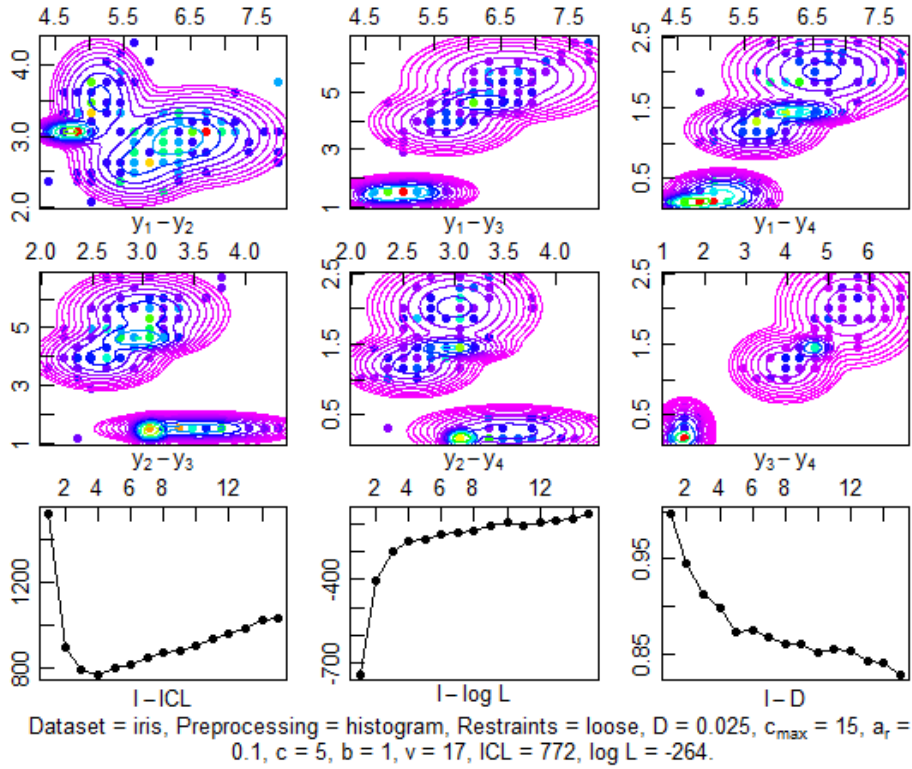 4.5 5.5 6.5 7.8
4.5 5.5 6.5 7.8
4.5 5.5 6.5 7.8
4.0
3.0
2.0
5
3
1
2.5
1.5
0.5
y1 – y2
y1 – y3
y1 – y4
2.0 2.5 3.0 3.5 4.0
2.0 2.5 3.0 3.5 4.0
1 2 3 4 5 6
5
3
1
2.5
1.5
0.5
2.5
1.5
0.5
y2 – y3
y2 – y4
y3 – y4
2 4 6 8 12
2 4 6 8 12
2 4 6 8 12
1200
800
-400
-700
0.95
0.85
l – ICL
l – log L
l – D
Dataset = iris, Preprocessing = histogram, Restraints = loose, D = 0.025, cmax = 15, ar =
0.1, c = 5, b = 1, v = 17, ICL = 772, log L = -264.